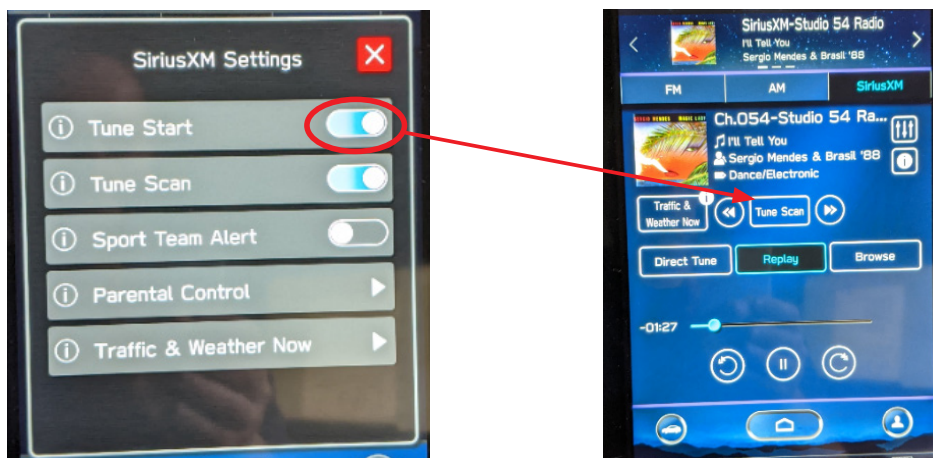 SiriusXM Settings
Tune Start
Tune Scan
Sport Team Alert
Parental Control
Traffic & Weather Now
SiriusXM-Studio 54 Radio
I'll Tell You
Sergio Mendes & Brasil '88
FM
AM
SiriusXM
Ch.054-Studio 54 Ra...
I'll Tell You
Sergio Mendes & Brasil '88
Dance/Electronic
Traffic &
Weather Now
Tune Scan
Direct Tune
Replay
Browse
-01:27